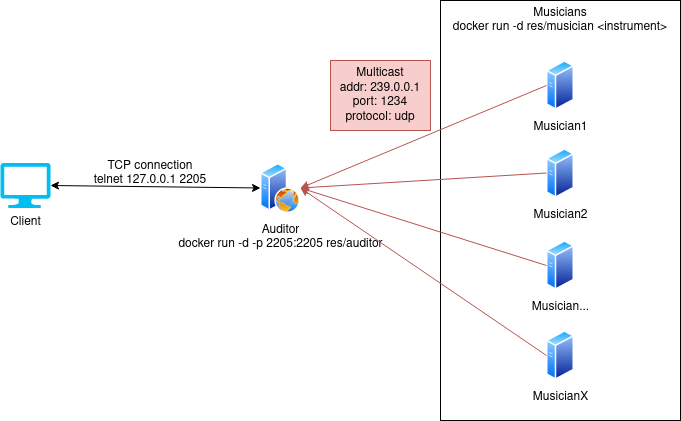 Musicians
docker run -d res/musician <instrument>
Multicast
addr: 239.0.0.1
port: 1234
protocol: udp
Musician1
TCP connection
telnet 127.0.0.1 2205
Musician2
Client
Auditor
docker run -d -p 2205:2205 res/auditor
Musician...
MusicianX